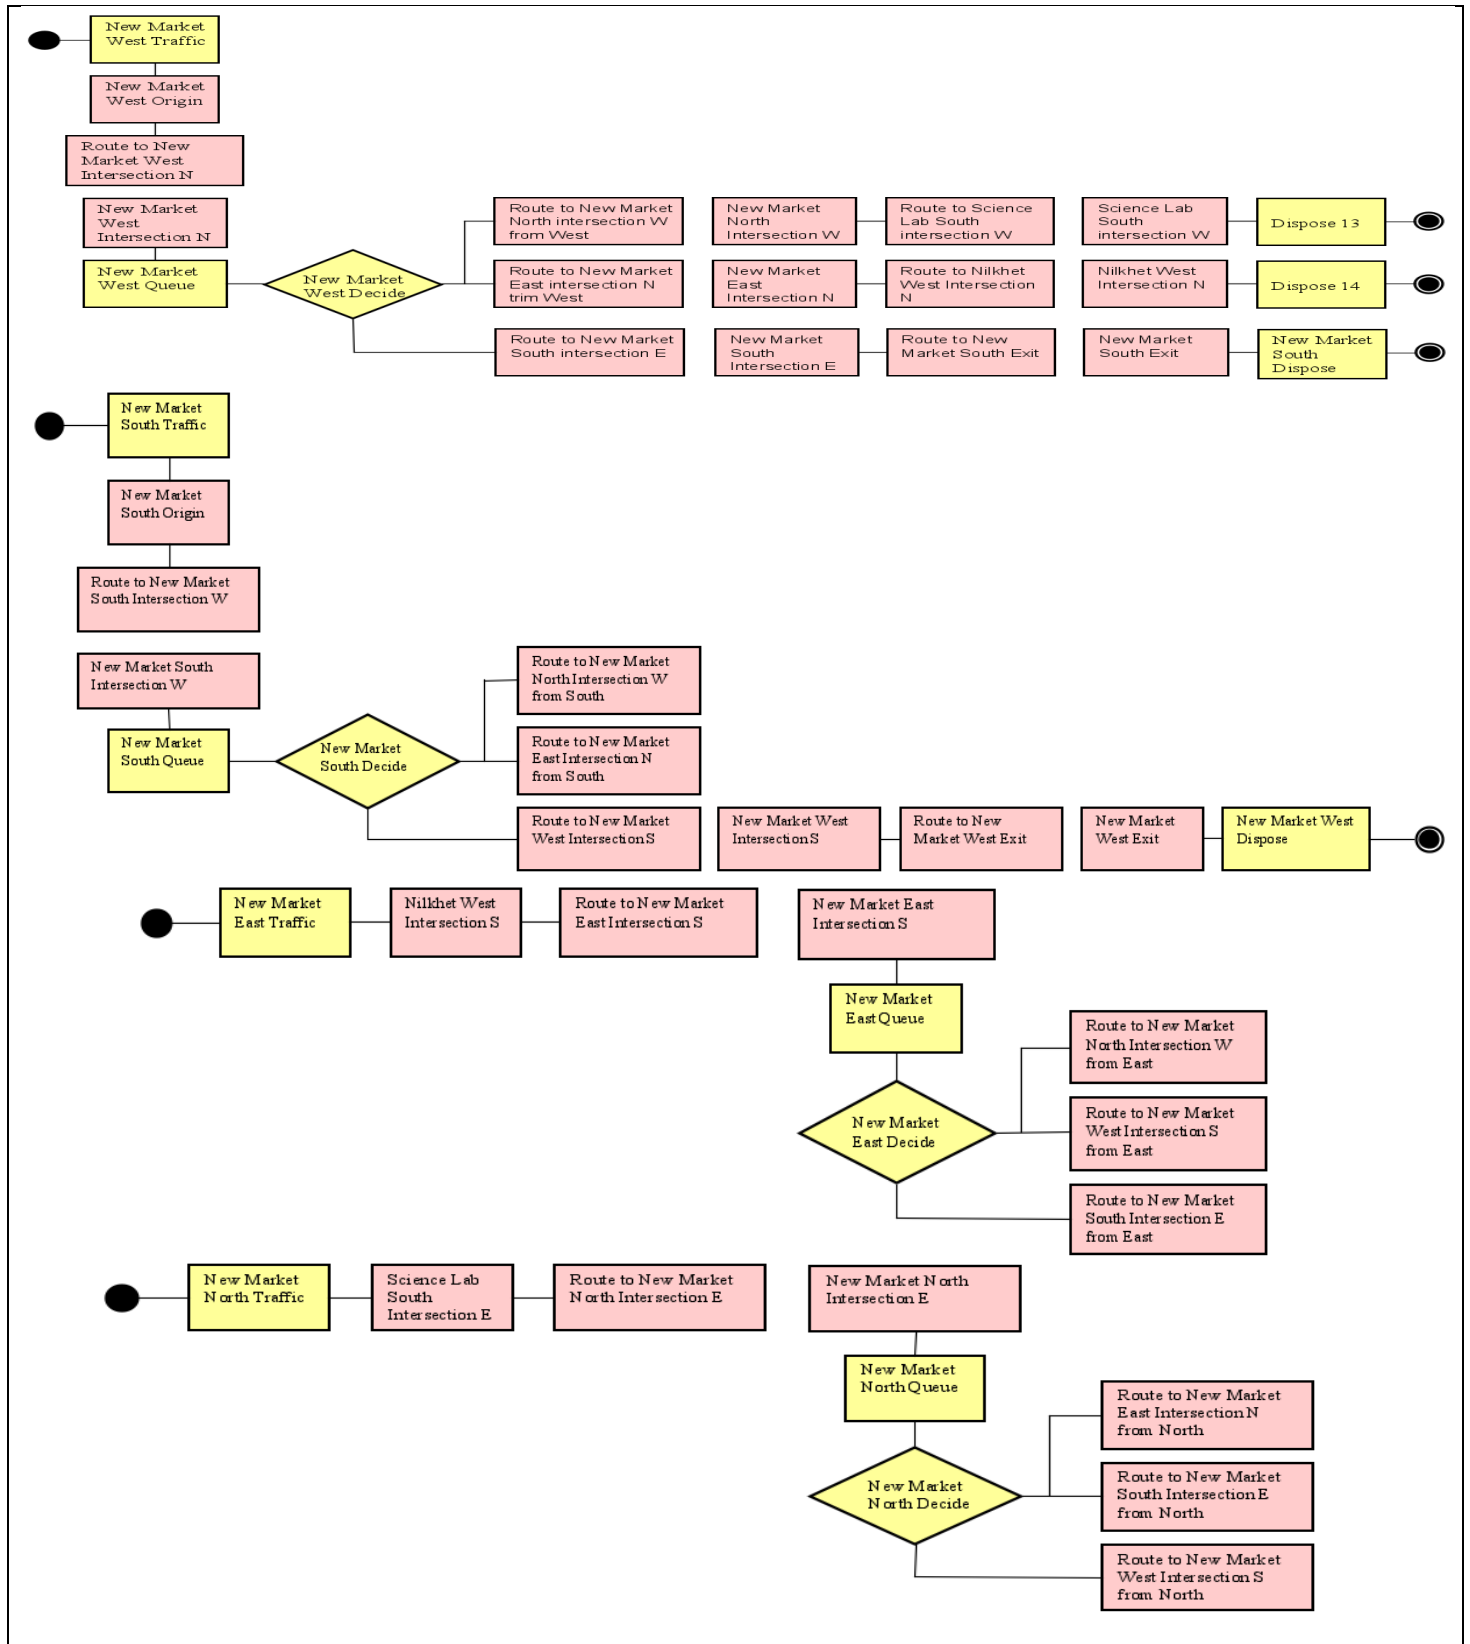 New Market
West Traffic
New Market
West Origin
Route to New
Market West
Intersection N
New Market
West
Intersection N
New Market
West Queue
New Market
West Decide
Route to New Market
North intersection W
from West
New Market
North
Intersection W
Route to Science
Lab South
intersection W
Science Lab
South
intersection W
Dispose 13
Route to New Market
East intersection N
trim West
New Market
East
Intersection N
Route to Nilkhet
West Intersection
N
Nilkhet West
Intersection N
Dispose 14
Route to New Market
South intersection E
New Market
South
Intersection E
Route to New
Market South Exit
New Market
South Exit
New Market
South
Dispose
New Market
South Traffic
New Market
South Origin
Route to New Market
South Intersection W
New Market South
Intersection W
New Market
South Queue
New Market
South Decide
Route to New Market
North Intersection W
from South
Route to New Market
East Intersection N
from South
Route to New Market
West Intersection S
New Market West
Intersection S
Route to New
Market West Exit
New Market
West Exit
New Market West
Dispose
New Market
East Traffic
Nilkhet West
Intersection S
Route to New Market
East Intersection S
New Market East
Intersection S
New Market
East Queue
New Market
East Decide
Route to New Market
North Intersection W
from East
Route to New Market
West Intersection S
from East
Route to New Market
South Intersection E
from East
New Market
North Traffic
Science Lab
South
Intersection E
Route to New Market
North Intersection E
New Market North
Intersection E
New Market
North Queue
New Market
North Decide
Route to New Market
East Intersection N
from North
Route to New Market
South Intersection E
from North
Route to New Market
West Intersection S
from North